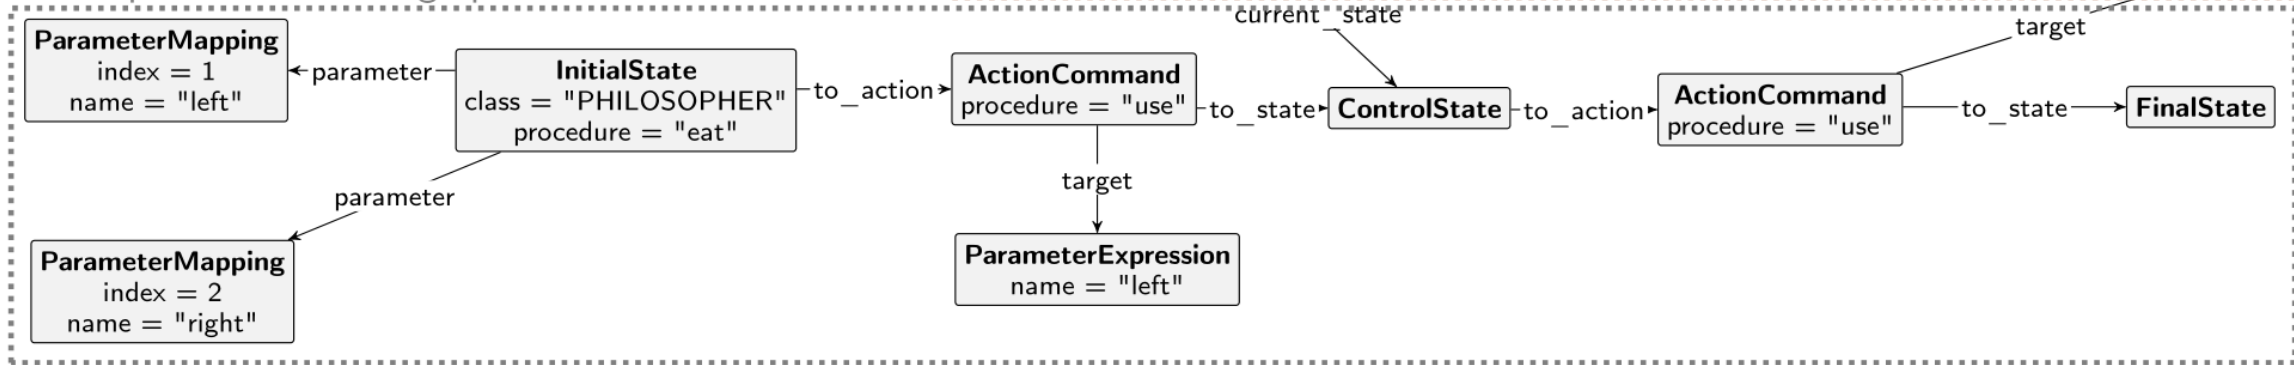 current_state
target
ParameterMapping
index = 1
name = "left"
parameter
InitialState
class = "PHILOSOPHER"
procedure = "eat"
to_action
ActionCommand
procedure = "use"
to_state
ControlState
to_action
ActionCommand
procedure = "use"
to_state
FinalState
parameter
target
ParameterMapping
index = 2
name = "right"
ParameterExpression
name = "left"